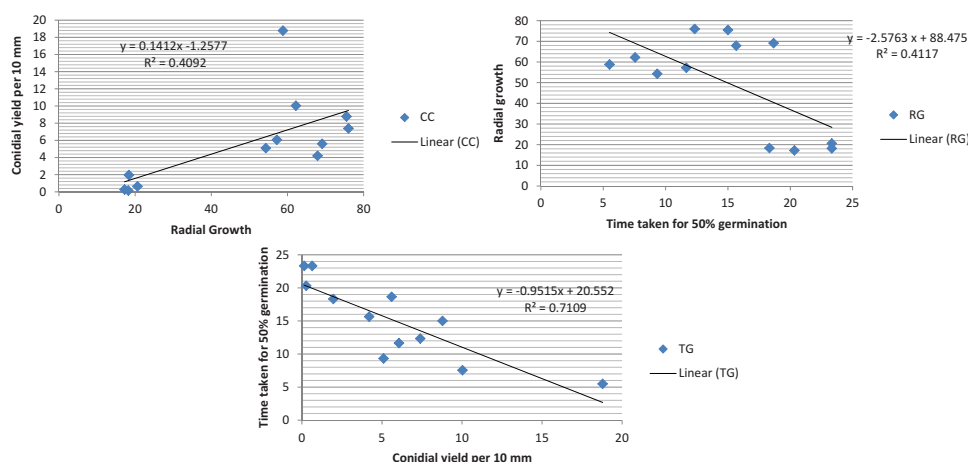 20
18
16
14
12
10
8
6
4
2
0
0
20
40
60
80
Conidial yield per 10 mm
Radial Growth
y = 0.1412x -1.2577
R² = 0.4092
CC
Linear (CC)
80
70
60
50
40
30
20
10
0
0
5
10
15
20
25
Radial growth
Time taken for 50% germination
y = -2.5763 x + 88.475
R² = 0.4117
RG
Linear (RG)
25
20
15
10
5
0
0
5
10
15
20
Time taken for 50% germination
Conidial yield per 10 mm
y = -0.9515x + 20.552
R² = 0.7109
TG
Linear (TG)